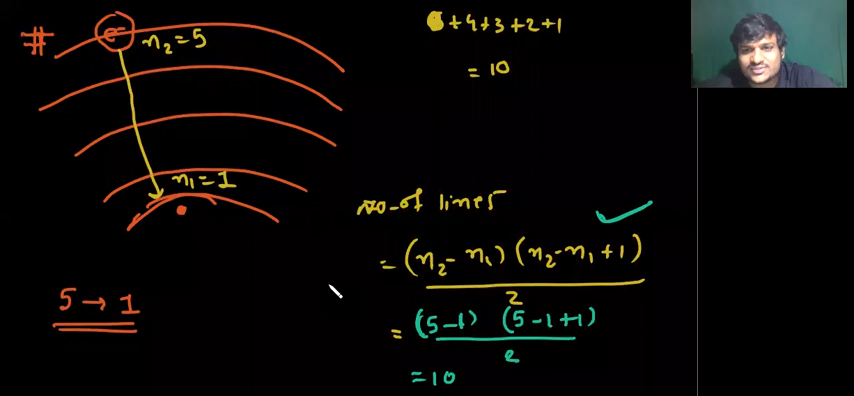 #
e⁻
n₂=5
n₁=1
5 → 1
+4+3+2+1
=10
no. of lines
= (n₂-n₁)(n₂-n₁+1)
2
= (5-1) (5-1+1)
2
=10